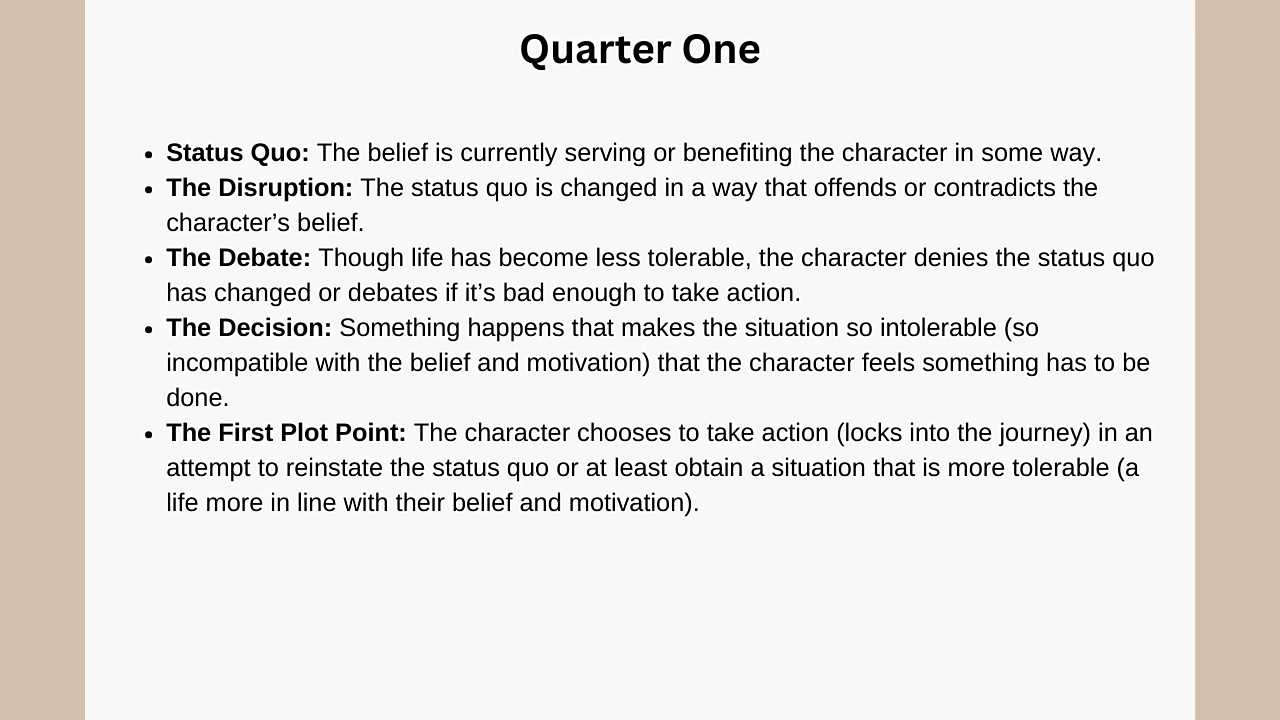 Quarter One
• Status Quo: The belief is currently serving or benefiting the character in some way.
• The Disruption: The status quo is changed in a way that offends or contradicts the
character’s belief.
• The Debate: Though life has become less tolerable, the character denies the status quo
has changed or debates if it’s bad enough to take action.
• The Decision: Something happens that makes the situation so intolerable (so
incompatible with the belief and motivation) that the character feels something has to be
done.
• The First Plot Point: The character chooses to take action (locks into the journey) in an
attempt to reinstate the status quo or at least obtain a situation that is more tolerable (a
life more in line with their belief and motivation).